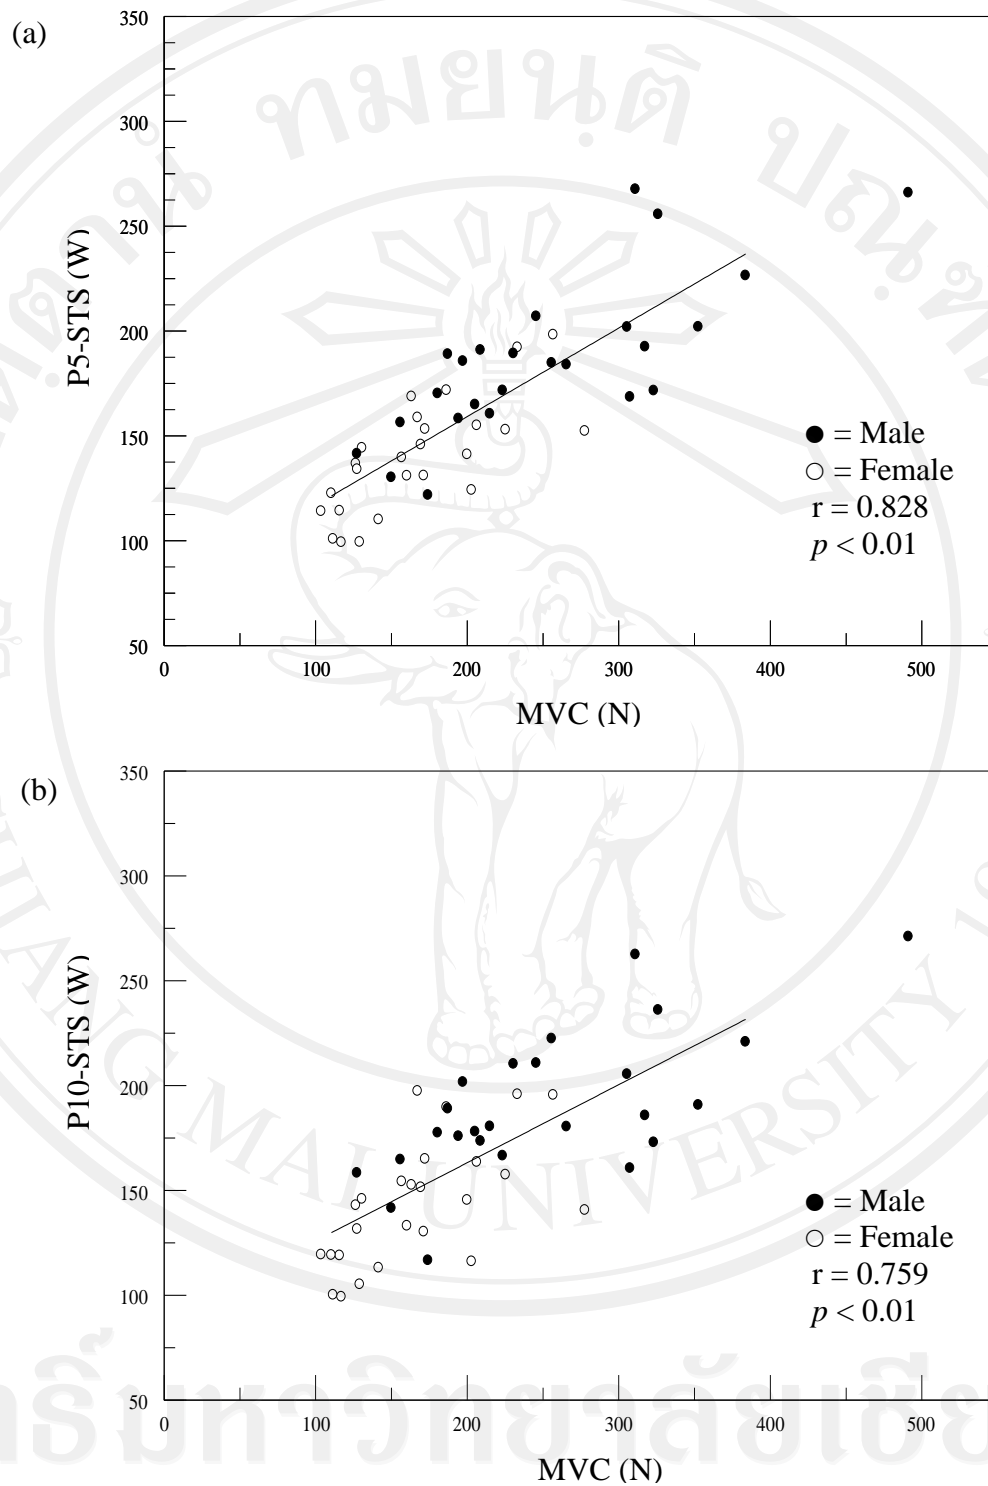 (a)
350
300
250
200
150
100
50
P5-STS (W)
● = Male
○ = Female
r = 0.828
p < 0.01
0 100 200 300 400 500
MVC (N)
(b)
350
300
250
200
150
100
50
P10-STS (W)
● = Male
○ = Female
r = 0.759
p < 0.01
0 100 200 300 400 500
MVC (N)
MAI UNIVERSITY